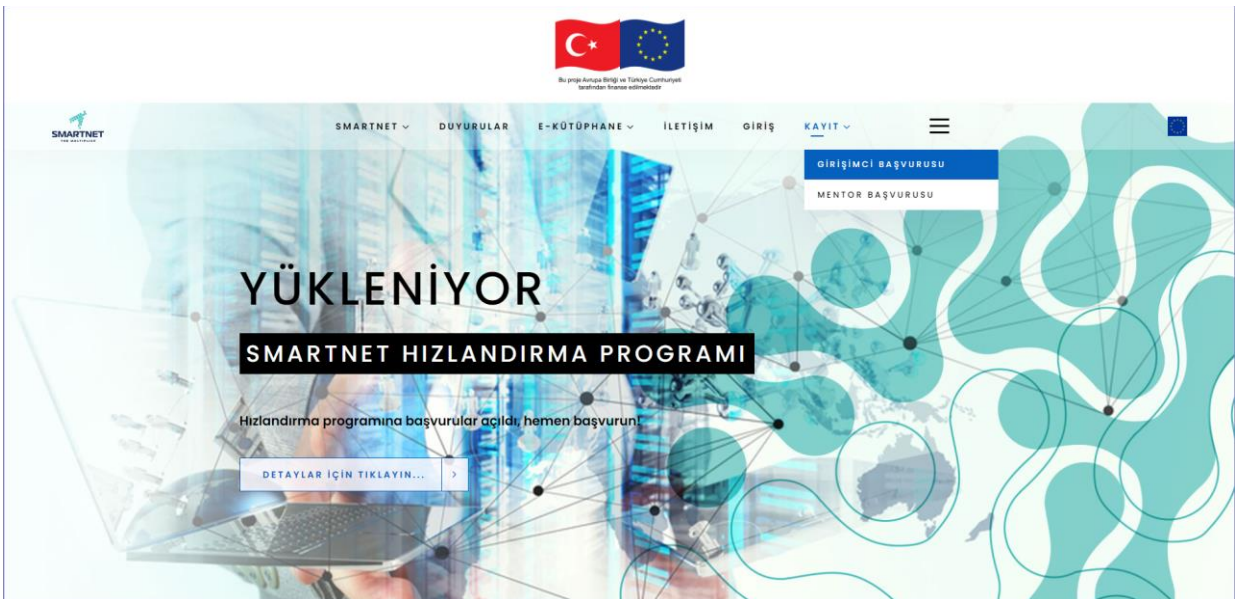 Bu proje Avrupa Birliği ve Türkiye Cumhuriyeti
tarafından finanse edilmektedir
SMARTNET
SMARTNET DUYURULAR E-KÜTÜPHANE İLETİŞİM GİRİŞ KAYIT
GİRİŞİMCİ BAŞVURUSU
MENTOR BAŞVURUSU
YÜKLENİYOR
SMARTNET HIZLANDIRMA PROGRAMI
Hızlandırma programına başvurular açıldı, hemen başvurun!
DETAYLAR İÇİN TIKLAYIN... >